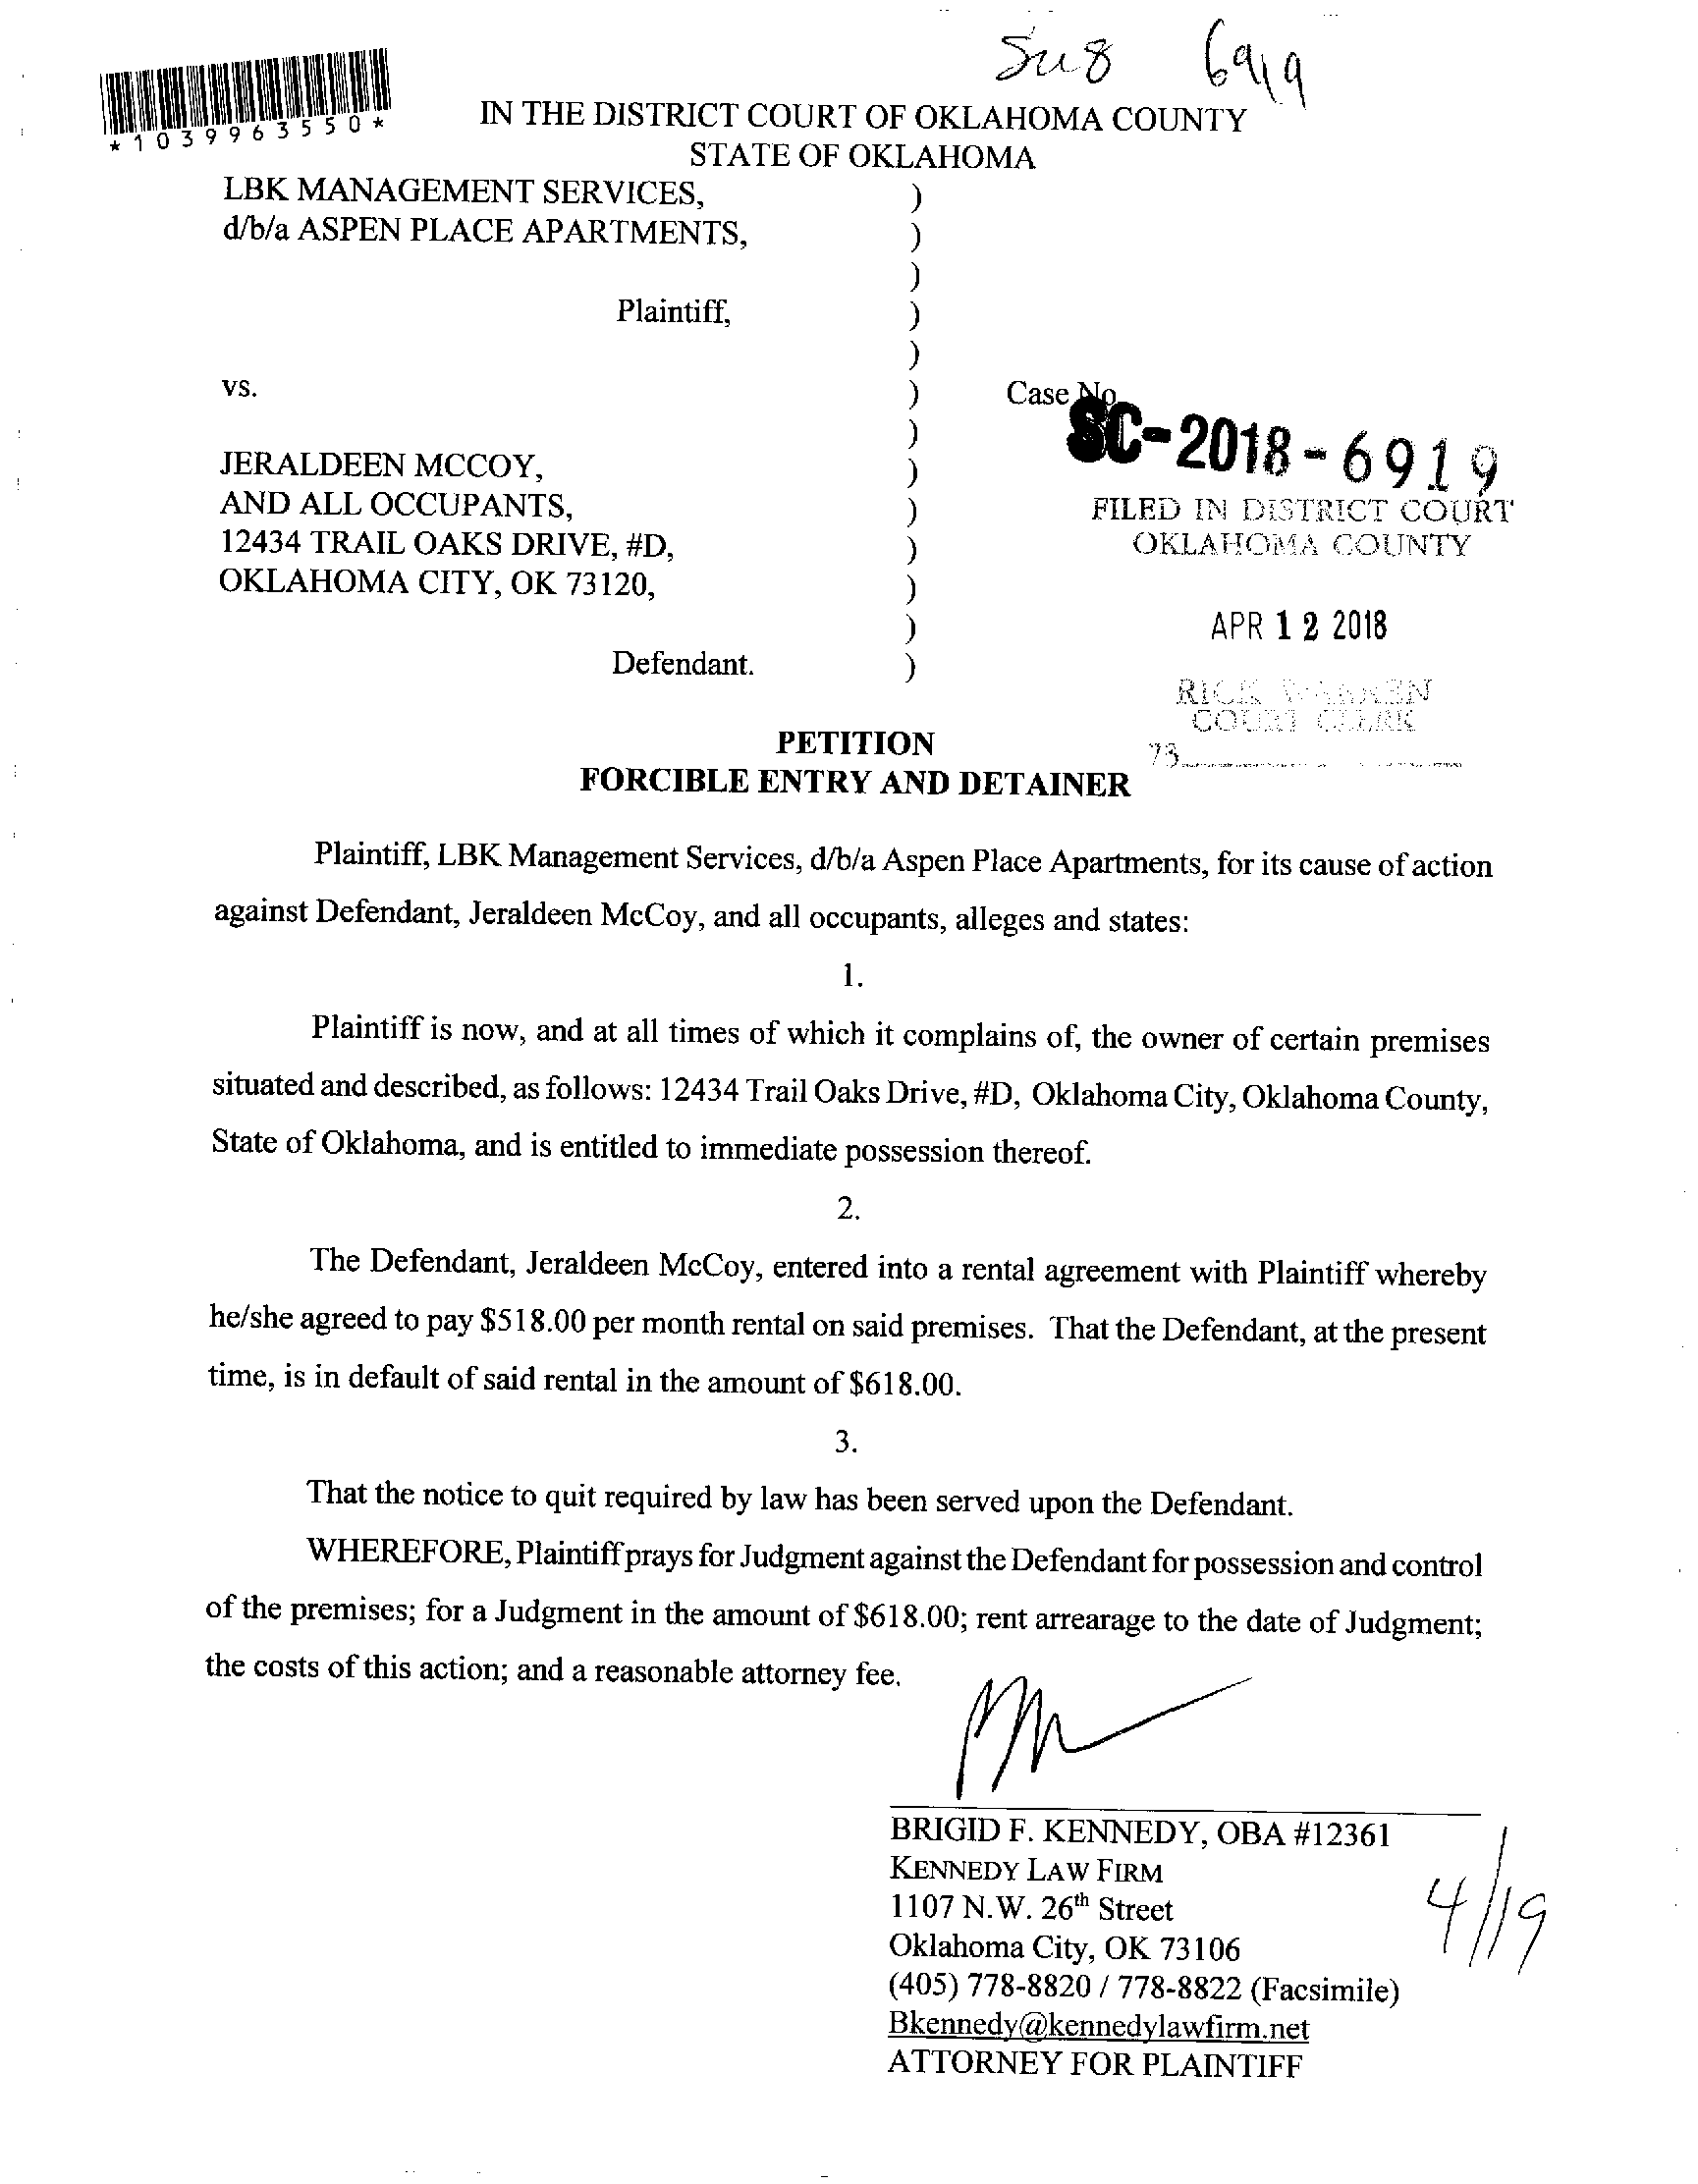 6919
*1039963550*
IN THE DISTRICT COURT OF OKLAHOMA COUNTY
STATE OF OKLAHOMA
LBK MANAGEMENT SERVICES, )
d/b/a ASPEN PLACE APARTMENTS, )
)
Plaintiff, )
)
vs. )
)
JERALDEEN MCCOY, )
AND ALL OCCUPANTS, )
12434 TRAIL OAKS DRIVE, #D, )
OKLAHOMA CITY, OK 73120, )
)
Defendant. )
Case No.
SC-2018-6919
FILED IN DISTRICT COURT
OKLAHOMA COUNTY
APR 12 2018
RICK WARREN
COURT CLERK
73
PETITION
FORCIBLE ENTRY AND DETAINER
Plaintiff, LBK Management Services, d/b/a Aspen Place Apartments, for its cause of action
against Defendant, Jeraldeen McCoy, and all occupants, alleges and states:
1.
Plaintiff is now, and at all times of which it complains of, the owner of certain premises
situated and described, as follows: 12434 Trail Oaks Drive, #D, Oklahoma City, Oklahoma County,
State of Oklahoma, and is entitled to immediate possession thereof.
2.
The Defendant, Jeraldeen McCoy, entered into a rental agreement with Plaintiff whereby
he/she agreed to pay $518.00 per month rental on said premises. That the Defendant, at the present
time, is in default of said rental in the amount of $618.00.
3.
That the notice to quit required by law has been served upon the Defendant.
WHEREFORE, Plaintiff prays for Judgment against the Defendant for possession and control
of the premises; for a Judgment in the amount of $618.00; rent arrearage to the date of Judgment;
the costs of this action; and a reasonable attorney fee.
BRIGID F. KENNEDY, OBA #12361
KENNEDY LAW FIRM
1107 N.W. 26th Street
Oklahoma City, OK 73106
(405) 778-8820 / 778-8822 (Facsimile)
Bkennedy@kennedylawfirm.net
ATTORNEY FOR PLAINTIFF
4/19